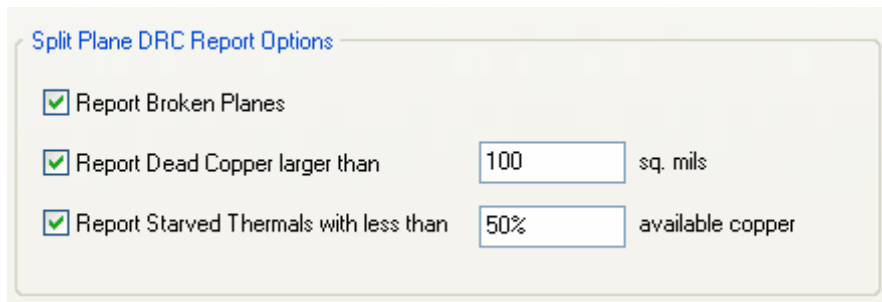 Split Plane DRC Report Options
Report Broken Planes
Report Dead Copper larger than 100 sq. mils
Report Starved Thermals with less than 50% available copper